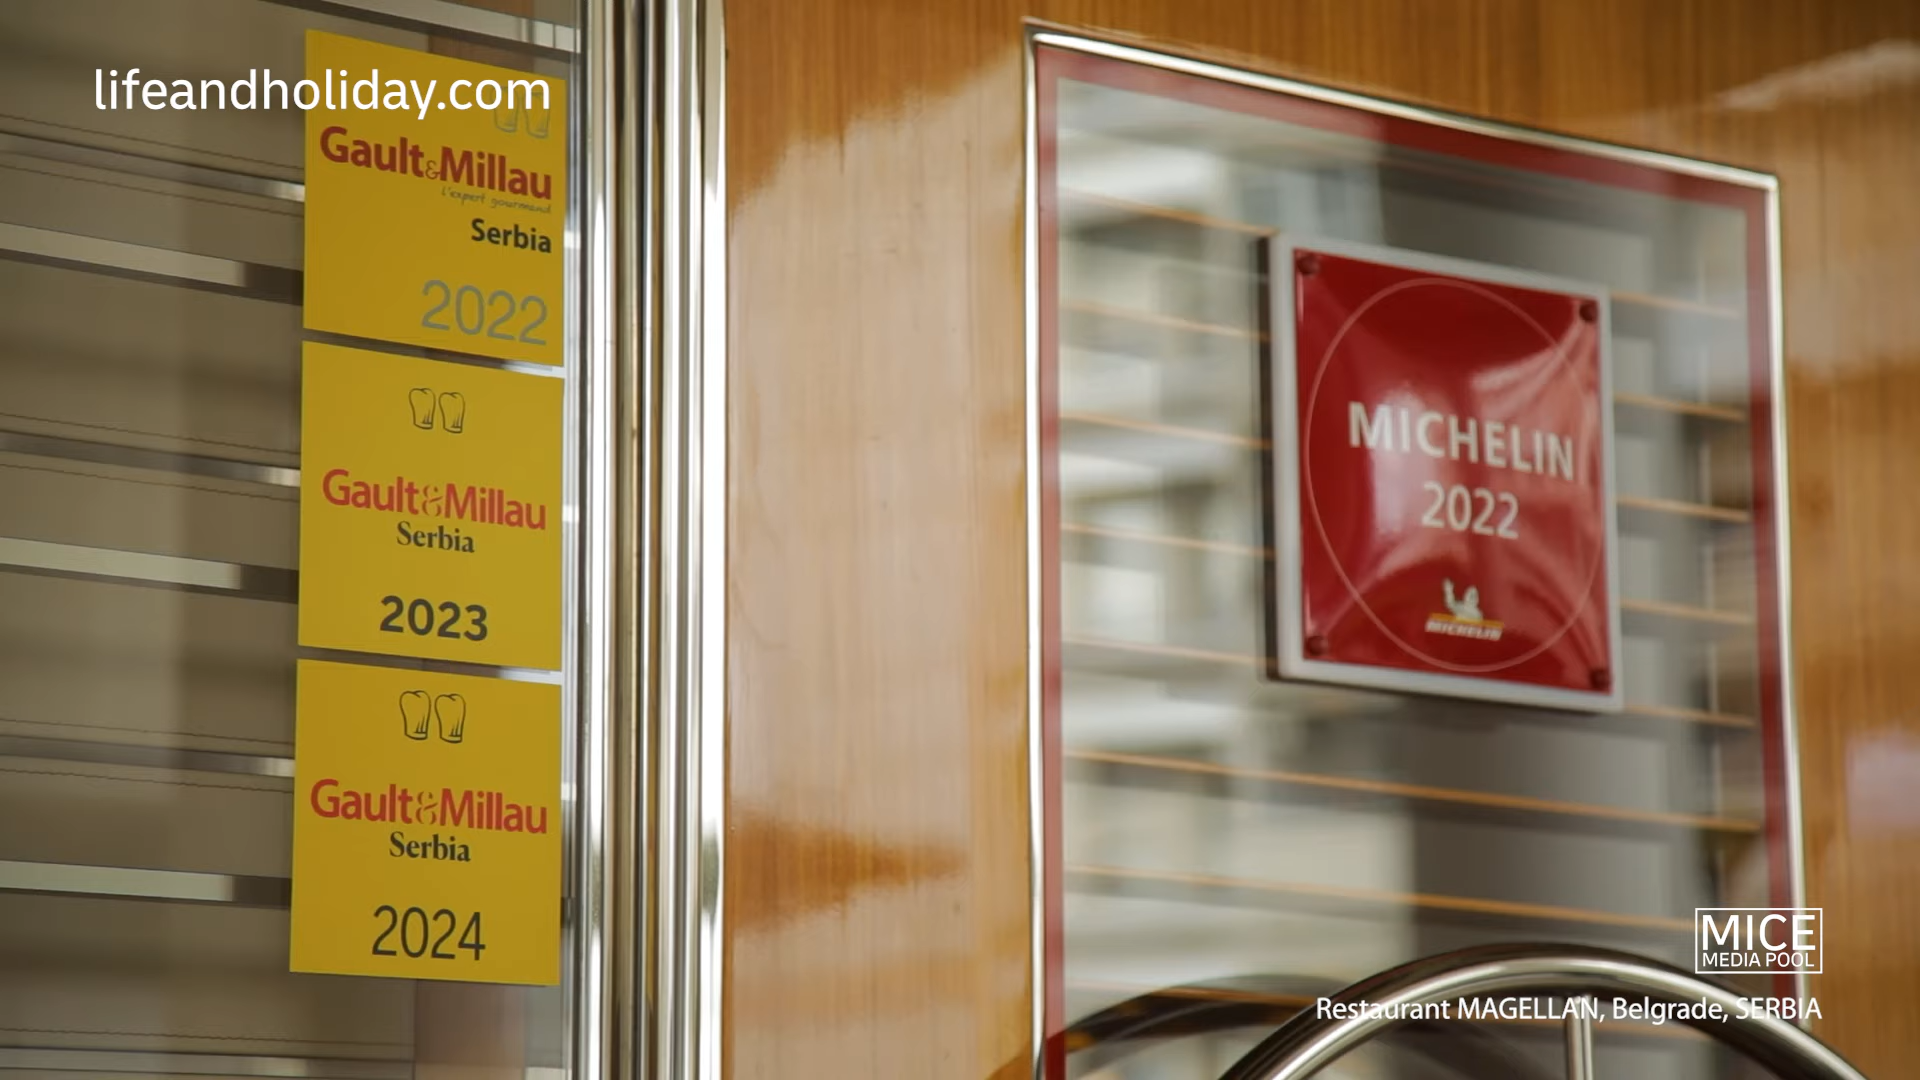 lifeandholiday.com
Gault&Millau
l'expert gourmand
Serbia
2022
Gault&Millau
Serbia
2023
Gault&Millau
Serbia
2024
MICHELIN
2022
MICHELIN
MICE
MEDIA POOL
Restaurant MAGELLAN, Belgrade, SERBIA